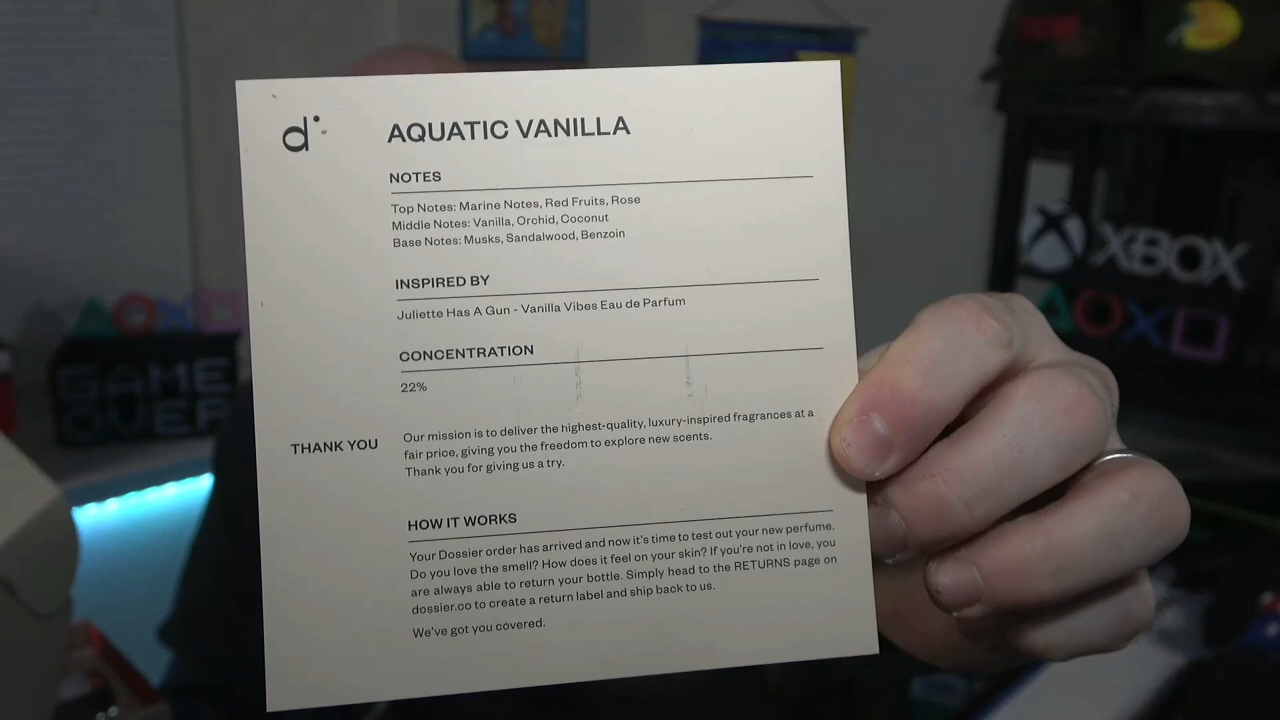 d
AQUATIC VANILLA
NOTES
Top Notes: Marine Notes, Red Fruits, Rose
Middle Notes: Vanilla, Orchid, Coconut
Base Notes: Musks, Sandalwood, Benzoin
INSPIRED BY
Juliette Has A Gun - Vanilla Vibes Eau de Parfum
CONCENTRATION
22%
THANK YOU
Our mission is to deliver the highest-quality, luxury-inspired fragrances at a
fair price, giving you the freedom to explore new scents.
Thank you for giving us a try.
HOW IT WORKS
Your Dossier order has arrived and now it's time to test out your new perfume.
Do you love the smell? How does it feel on your skin? If you're not in love, you
are always able to return your bottle. Simply head to the RETURNS page on
dossier.co to create a return label and ship back to us.
We've got you covered.
XBOX
GAME
OVER